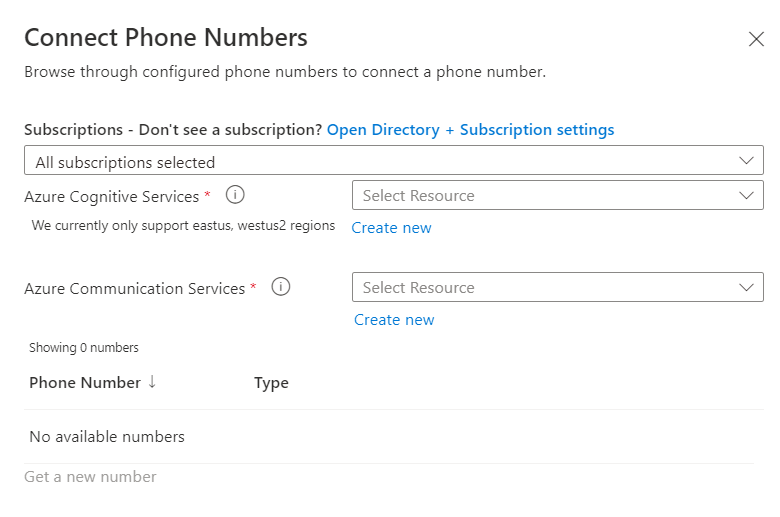 Connect Phone Numbers
Browse through configured phone numbers to connect a phone number.
Subscriptions - Don't see a subscription? Open Directory + Subscription settings
All subscriptions selected
Azure Cognitive Services * Select Resource
We currently only support eastus, westus2 regions Create new
Azure Communication Services * Select Resource
Create new
Showing 0 numbers
Phone Number ↓ Type
No available numbers
Get a new number